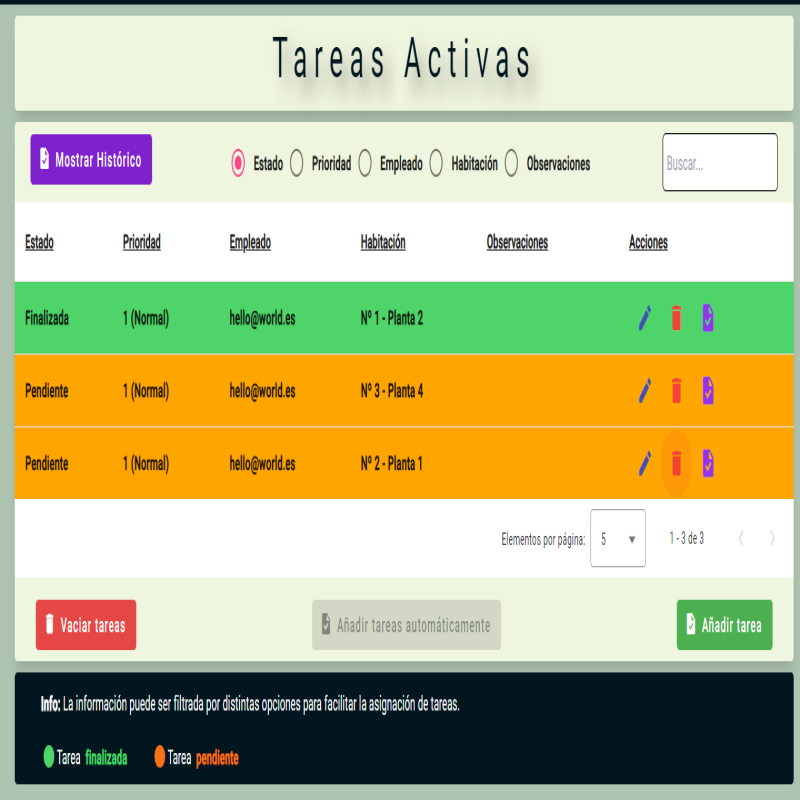 Tareas Activas
Mostrar Histórico
Estado Prioridad Empleado Habitación Observaciones
Buscar...
Estado Prioridad Empleado Habitación Observaciones Acciones
Finalizada 1 (Normal) hello@world.es Nº 1 - Planta 2
Pendiente 1 (Normal) hello@world.es Nº 3 - Planta 4
Pendiente 1 (Normal) hello@world.es Nº 2 - Planta 1
Elementos por página: 5 1 - 3 de 3
Vaciar tareas Añadir tareas automáticamente Añadir tarea
Info: La información puede ser filtrada por distintas opciones para facilitar la asignación de tareas.
Tarea finalizada Tarea pendiente